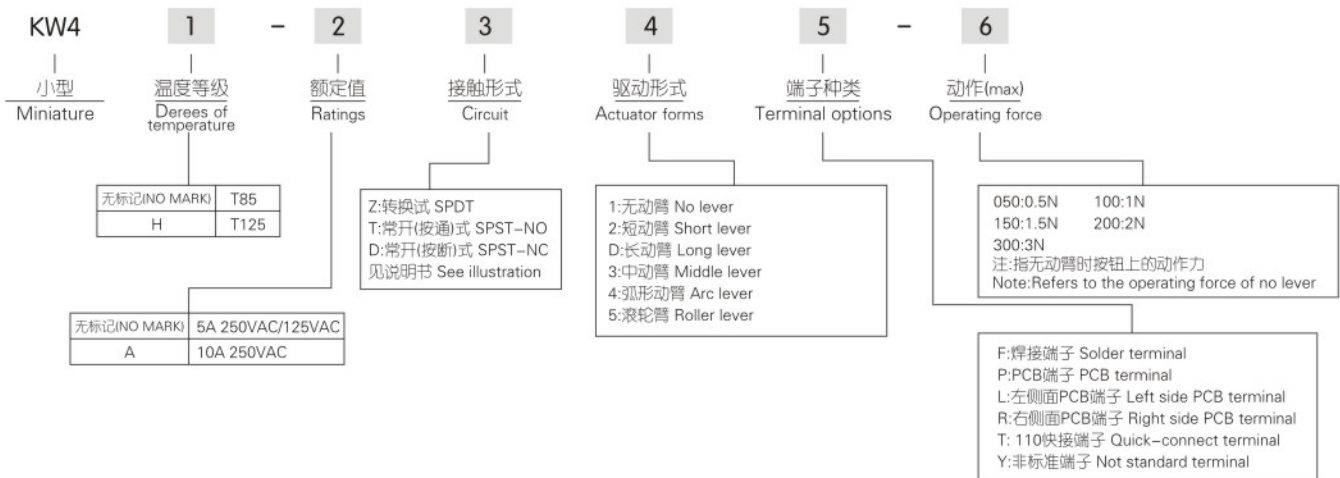 KW4 1 - 2 3 4 5 - 6
小型 温度等级 额定值 接触形式 驱动形式 端子种类 动作(max)
Miniature Derees of Ratings Circuit Actuator forms Terminal options Operating force
temperature
无标记(NO MARK) T85
H T125
Z:转换试 SPDT
T:常开(按通)式 SPST-NO
D:常开(按断)式 SPST-NC
见说明书 See illustration
1:无动臂 No lever
2:短动臂 Short lever
D:长动臂 Long lever
3:中动臂 Middle lever
4:弧形动臂 Arc lever
5:滚轮臂 Roller lever
050:0.5N 100:1N
150:1.5N 200:2N
300:3N
注:指无动臂时按钮上的动作力
Note:Refers to the operating force of no lever
无标记(NO MARK) 5A 250VAC/125VAC
A 10A 250VAC
F:焊接端子 Solder terminal
P:PCB端子 PCB terminal
L:左侧面PCB端子 Left side PCB terminal
R:右侧面PCB端子 Right side PCB terminal
T: 110快接端子 Quick-connect terminal
Y:非标准端子 Not standard terminal